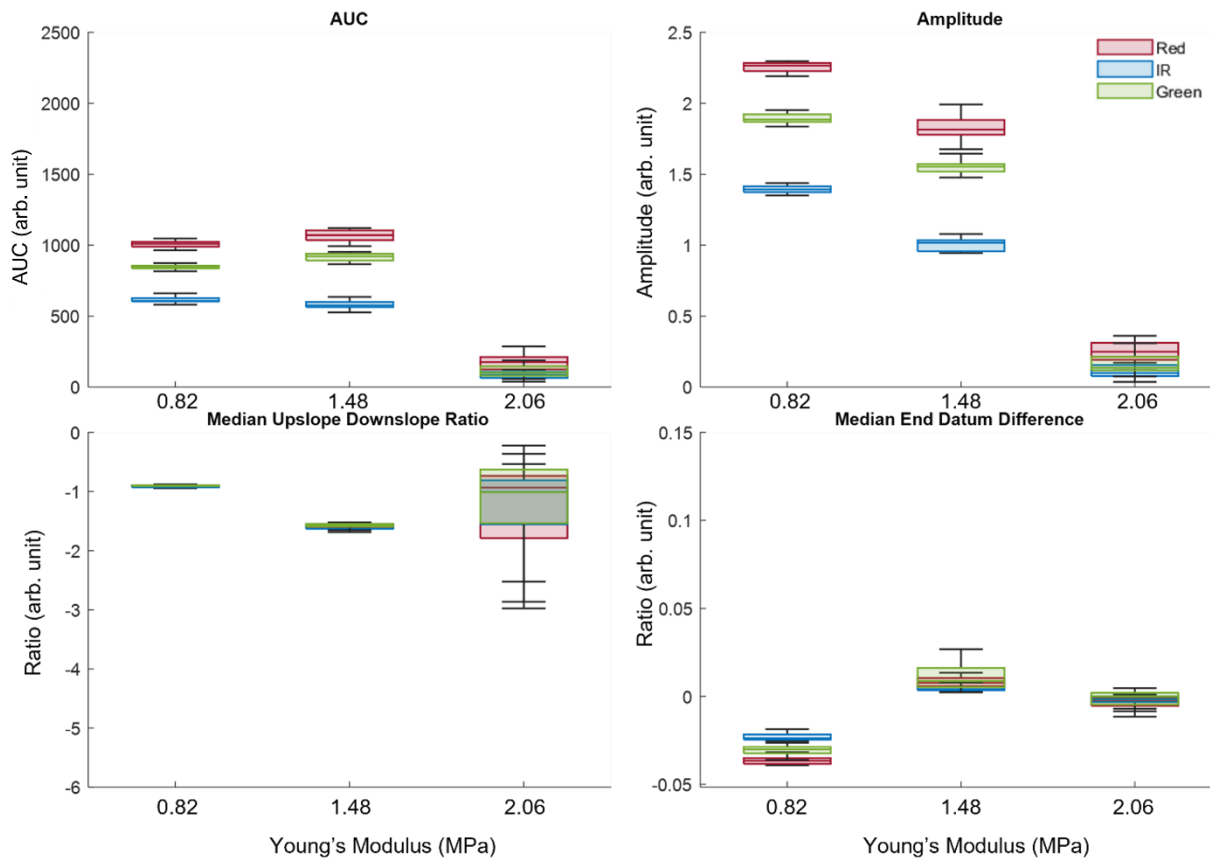 AUC
2500
2000
1500
1000
500
0
AUC (arb. unit)
0.82
1.48
2.06
Amplitude
2.5
2
1.5
1
0.5
0
Amplitude (arb. unit)
Red
IR
Green
0.82
1.48
2.06
Median Upslope Downslope Ratio
0
-1
-2
-3
-4
-5
-6
Ratio (arb. unit)
0.82
1.48
2.06
Young's Modulus (MPa)
Median End Datum Difference
0.15
0.1
0.05
0
-0.05
Ratio (arb. unit)
0.82
1.48
2.06
Young's Modulus (MPa)